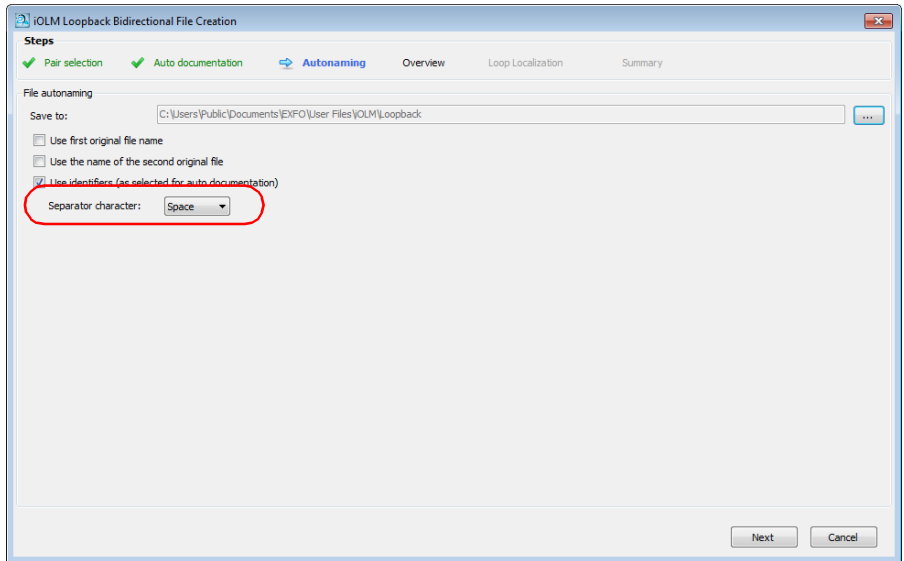 iOLM Loopback Bidirectional File Creation
Steps
Pair selection Auto documentation Autonaming Overview Loop Localization Summary
File autonaming
Save to: C:\Users\Public\Documents\EXFO\User Files\iOLM\Loopback ...
Use first original file name
Use the name of the second original file
Use identifiers (as selected for auto documentation)
Separator character: Space
Next Cancel